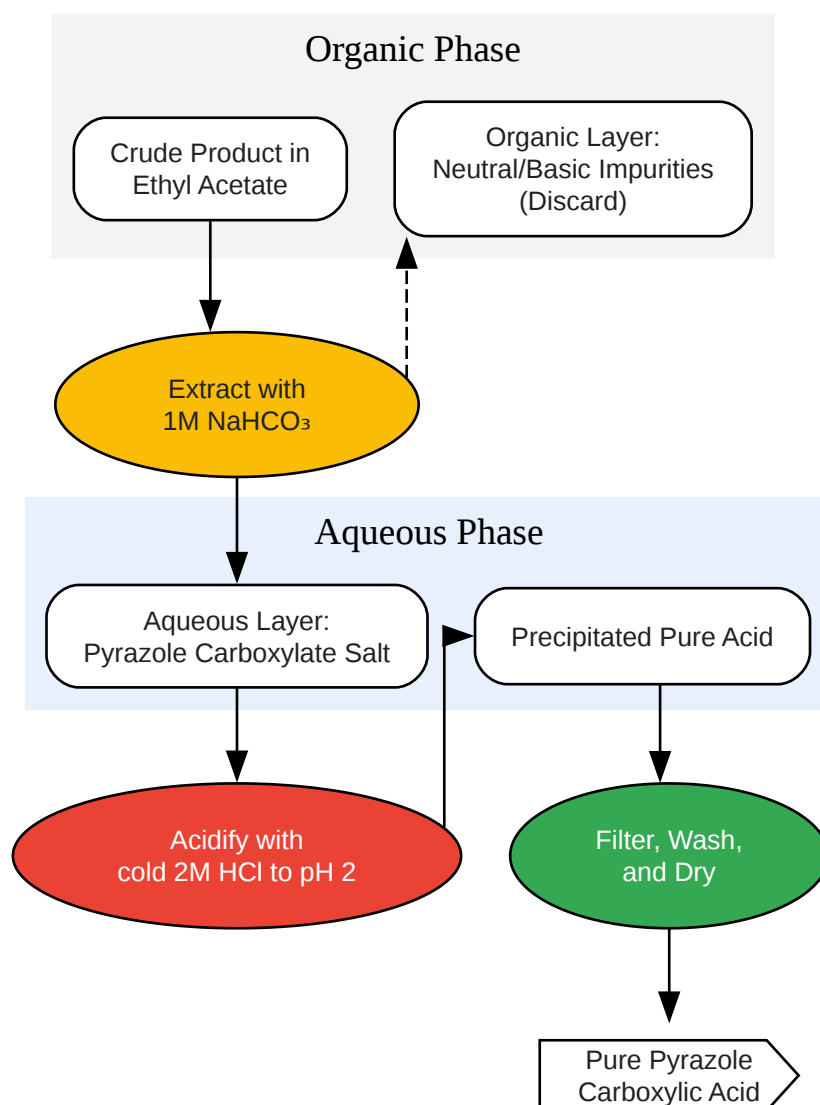 Organic Phase
Crude Product in
Ethyl Acetate
Organic Layer:
Neutral/Basic Impurities
(Discard)
Extract with
1M NaHCO₃
Aqueous Phase
Aqueous Layer:
Pyrazole Carboxylate Salt
Precipitated Pure Acid
Acidify with
cold 2M HCl to pH 2
Filter, Wash,
and Dry
Pure Pyrazole
Carboxylic Acid